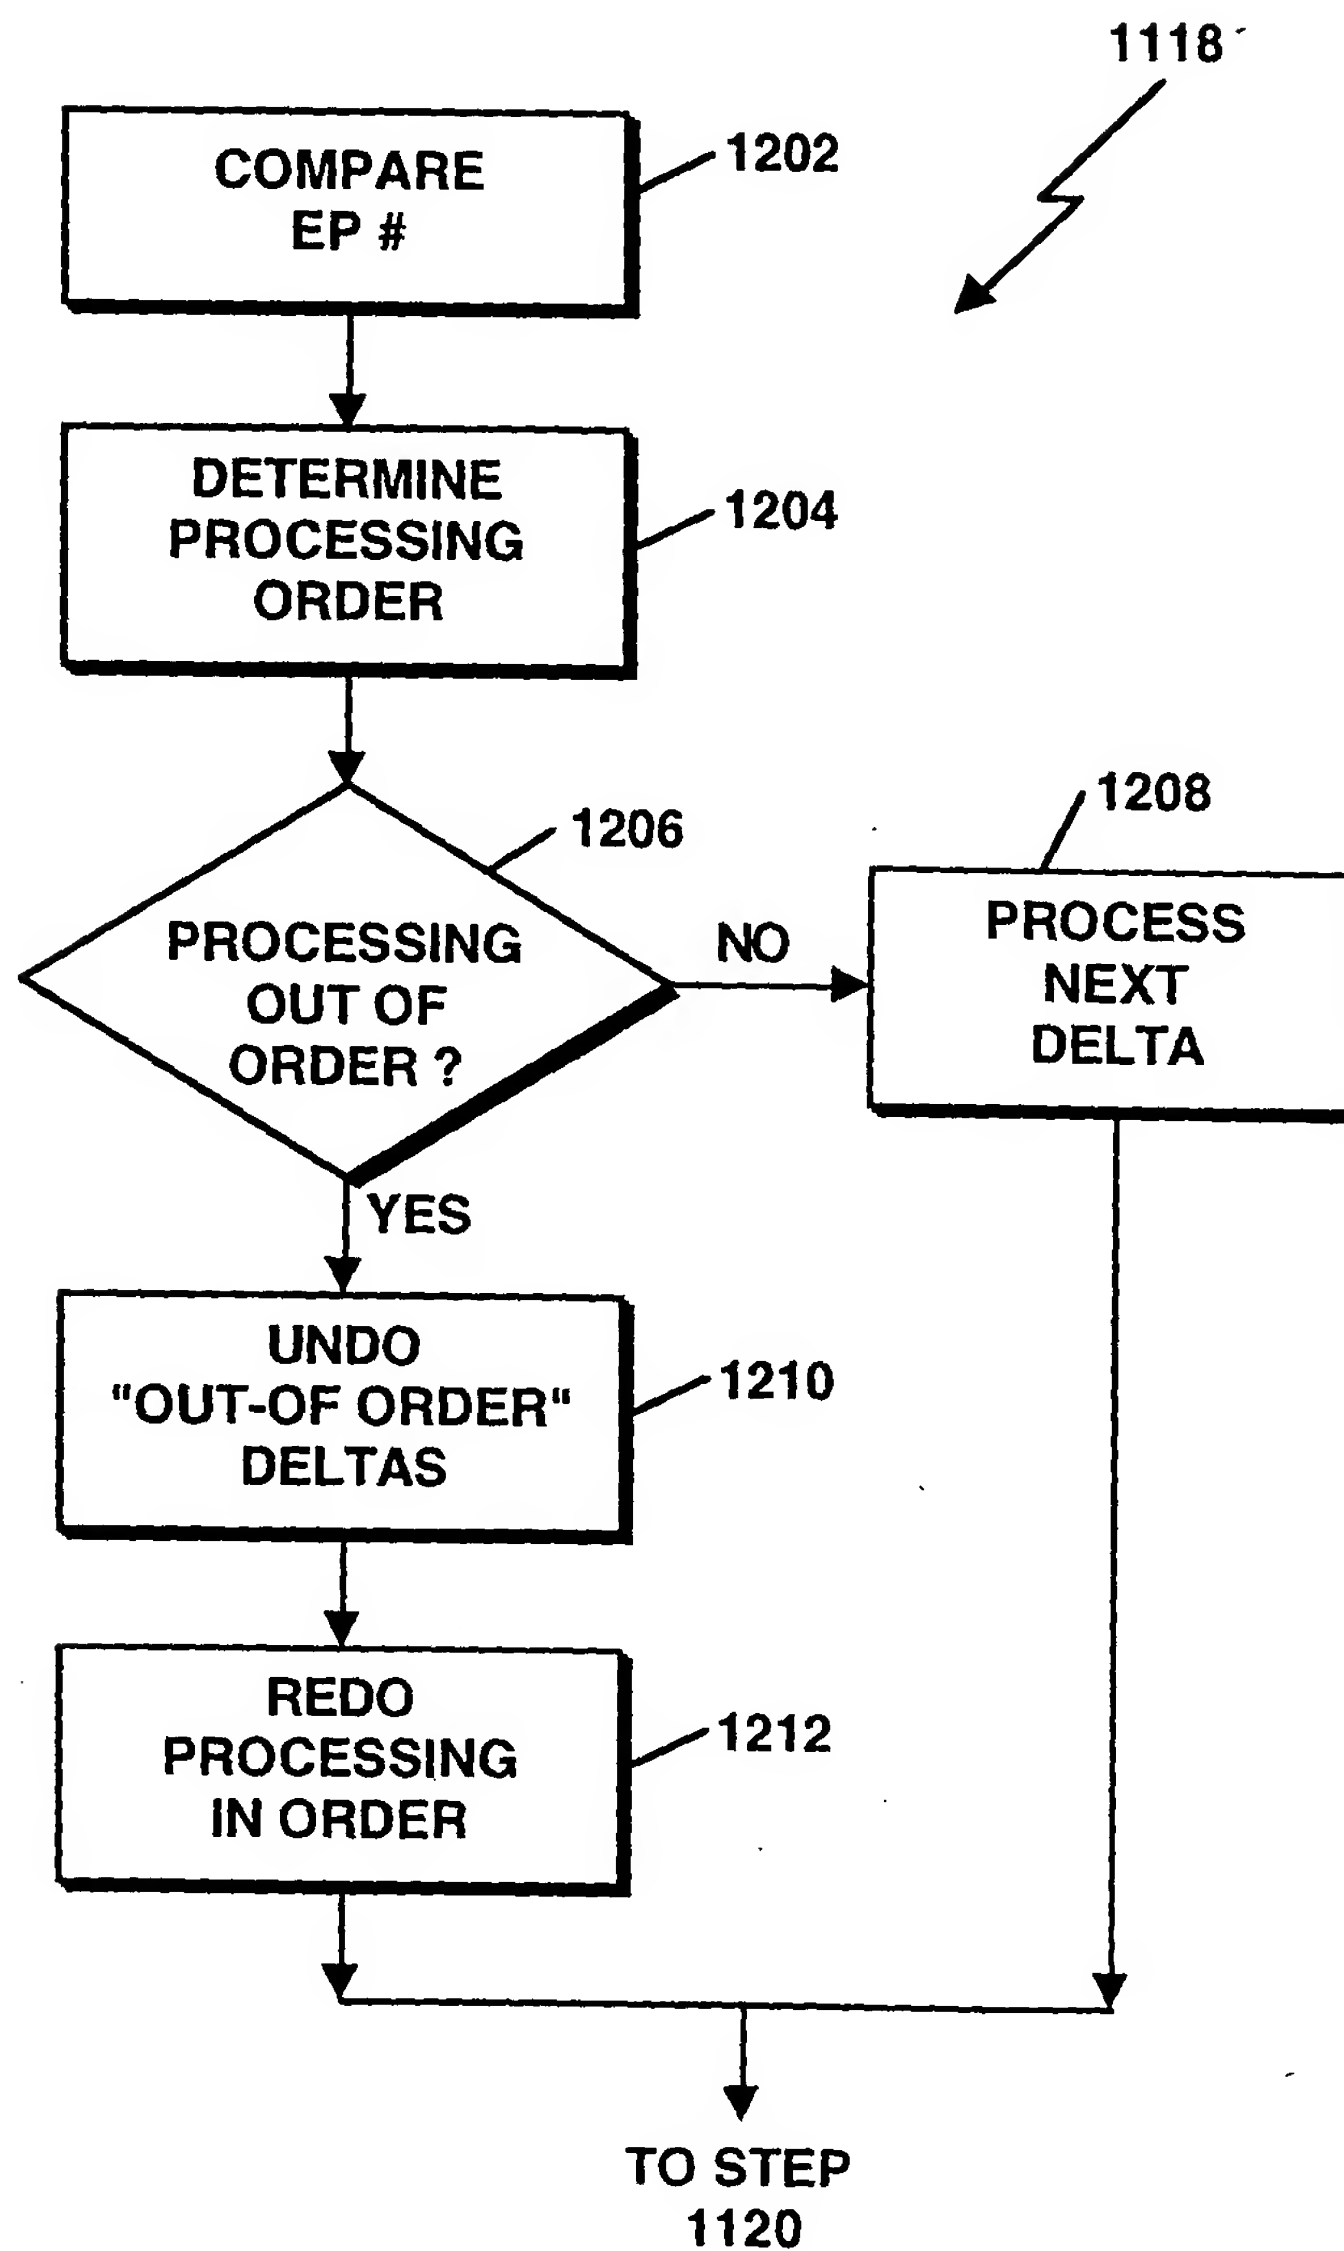 1118
COMPARE
EP #
1202
DETERMINE
PROCESSING
ORDER
1204
1206
PROCESSING
OUT OF
ORDER ?
NO
1208
PROCESS
NEXT
DELTA
YES
UNDO
"OUT-OF ORDER"
DELTAS
1210
REDO
PROCESSING
IN ORDER
1212
TO STEP
1120